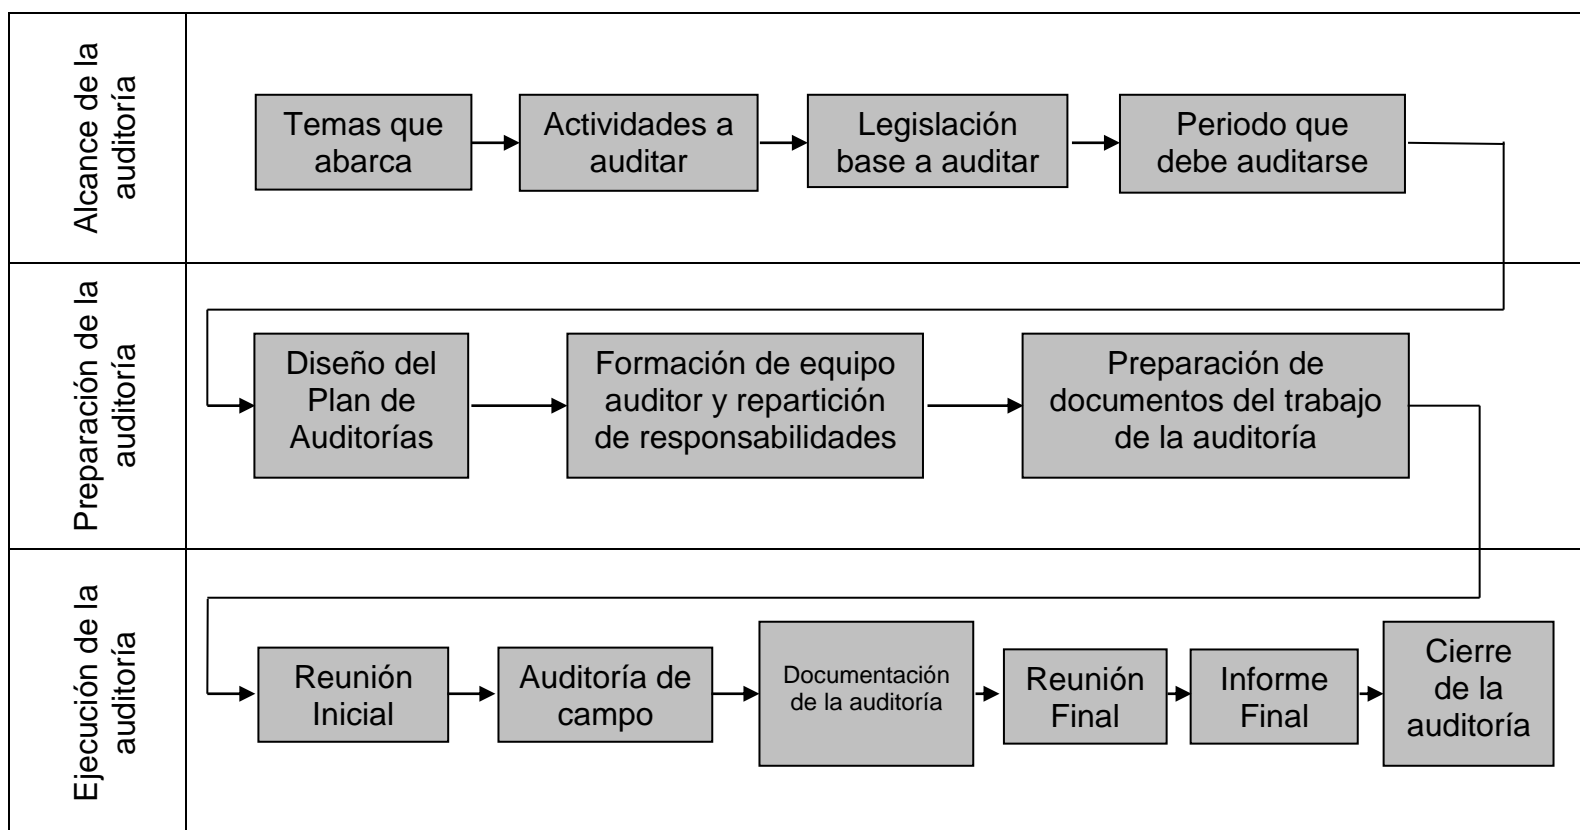 Alcance de la
auditoría
Temas que
abarca
Actividades a
auditar
Legislación
base a auditar
Periodo que
debe auditarse
Preparación de la
auditoría
Diseño del
Plan de
Auditorías
Formación de equipo
auditor y repartición
de responsabilidades
Preparación de
documentos del trabajo
de la auditoría
Ejecución de la
auditoría
Reunión
Inicial
Auditoría de
campo
Documentación
de la auditoría
Reunión
Final
Informe
Final
Cierre
de la
auditoría